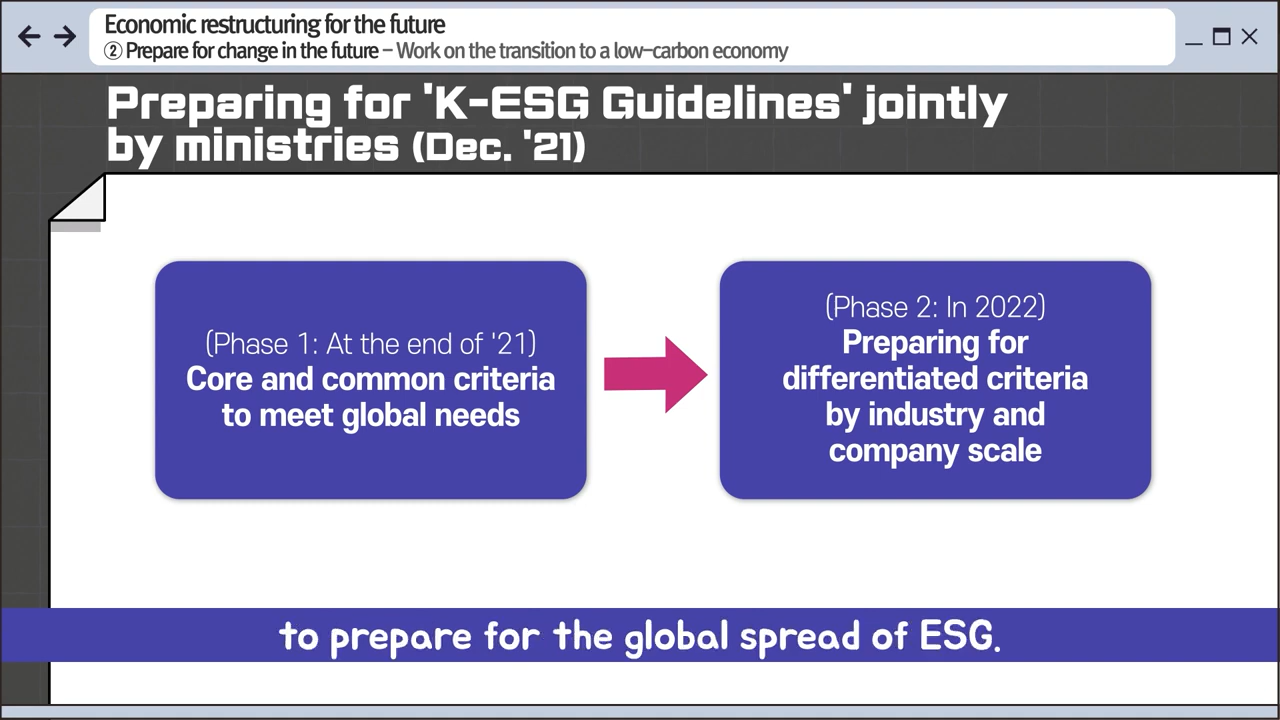 Economic restructuring for the future
② Prepare for change in the future – Work on the transition to a low-carbon economy
Preparing for 'K-ESG Guidelines' jointly
by ministries (Dec. '21)
(Phase 1: At the end of '21)
Core and common criteria
to meet global needs
(Phase 2: In 2022)
Preparing for
differentiated criteria
by industry and
company scale
to prepare for the global spread of ESG.